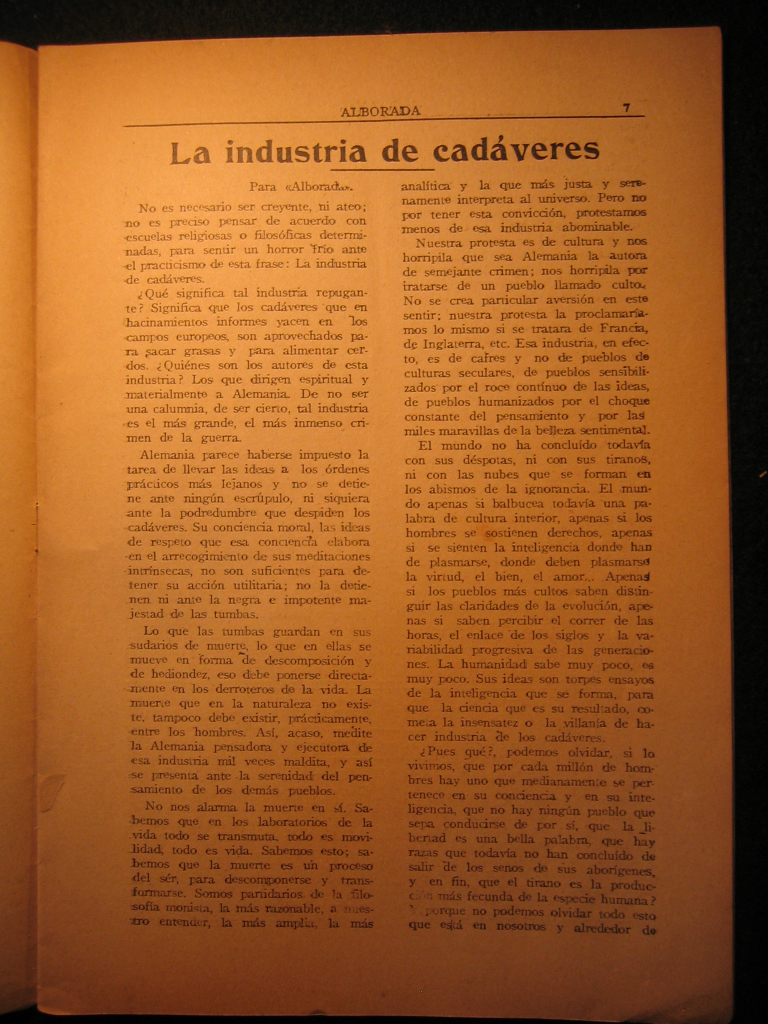 ALBORADA
7
La industria de cadáveres
Para «Alborada».
No es necesario ser creyente, ni ateo;
no es preciso pensar de acuerdo con
escuelas religiosas o filosóficas determi-
nadas, para sentir un horror frío ante
el practicismo de esta frase: La industria
de cadáveres.
¿Qué significa tal industria repugan-
te? Significa que los cadáveres que en
hacinamientos informes yacen en los
campos europeos, son aprovechados pa-
ra sacar grasas y para alimentar cer-
dos. ¿Quiénes son los autores de esta
industria? Los que dirigen espiritual y
materialmente a Alemania. De no ser
una calumnia, de ser cierto, tal industria
es el más grande, el más inmenso cri-
men de la guerra.
Alemania parece haberse impuesto la
tarea de llevar las ideas a los órdenes
prácticos más lejanos y no se detie-
ne ante ningún escrúpulo, ni siquiera
ante la podredumbre que despiden los
cadáveres. Su conciencia moral, las ideas
de respeto que esa conciencia elabora
en el arrecogimiento de sus meditaciones
intrínsecas, no son suficientes para de-
tener su acción utilitaria; no la detie-
nen ni ante la negra e impotente ma-
jestad de las tumbas.
Lo que las tumbas guardan en sus
sudarios de muerte, lo que en ellas se
mueve en forma de descomposición y
de hediondez, eso debe ponerse directa-
mente en los derroteros de la vida. La
muerte que en la naturaleza no exis-
te, tampoco debe existir, prácticamente,
entre los hombres. Así, acaso, medite
la Alemania pensadora y ejecutora de
esa industria mil veces maldita, y así
se presenta ante la serenidad del pen-
samiento de los demás pueblos.
No nos alarma la muerte en sí. Sa-
bemos que en los laboratorios de la
vida todo se transmuta, todo es movi-
lidad, todo es vida. Sabemos esto; sa-
bemos que la muerte es un proceso
del sér, para descomponerse y trans-
formarse. Somos partidarios de la filo-
sofía monista, la más razonable, a nues-
tro entender, la más amplia, la más
analítica y la que más justa y sere-
namente interpreta al universo. Pero no
por tener esta convicción, protestamos
menos de esa industria abominable.
Nuestra protesta es de cultura y nos
horripila que sea Alemania la autora
de semejante crimen; nos horripila por
tratarse de un pueblo llamado culto.
No se crea particular aversión en este
sentir; nuestra protesta la proclamaría-
mos lo mismo si se tratara de Francia,
de Inglaterra, etc. Esa industria, en efec-
to, es de cafres y no de pueblos de
culturas seculares, de pueblos sensibili-
zados por el roce contínuo de las ideas,
de pueblos humanizados por el choque
constante del pensamiento y por las
miles maravillas de la belleza sentimental.
El mundo no ha concluído todavía
con sus déspotas, ni con sus tiranos,
ni con las nubes que se forman en
los abismos de la ignorancia. El mun-
do apenas si balbucea todavía una pa-
labra de cultura interior, apenas si los
hombres se sostienen derechos, apenas
si se sienten la inteligencia donde han
de plasmarse, donde deben plasmarse
la virtud, el bien, el amor... Apenas
si los pueblos más cultos saben distin-
guir las claridades de la evolución, ape-
nas si saben percibir el correr de las
horas, el enlace de los siglos y la va-
riabilidad progresiva de las generacio-
nes. La humanidad sabe muy poco, es
muy poco. Sus ideas son torpes ensayos
de la inteligencia que se forma, para
que la ciencia que es su resultado, co-
meta la insensatez o la villanía de ha-
cer industria de los cadáveres.
¿Pues qué?, podemos olvidar, si lo
vivimos, que por cada millón de hom-
bres hay uno que medianamente se per-
tenece en su conciencia y en su inte-
ligencia, que no hay ningún pueblo que
sepa conducirse de por sí, que la li-
bertad es una bella palabra, que hay
razas que todavía no han concluído de
salir de los senos de sus aborígenes,
y en fin, que el tirano es la produc-
ción más fecunda de la especie humana?
Y porque no podemos olvidar todo esto
que está en nosotros y alrededor de